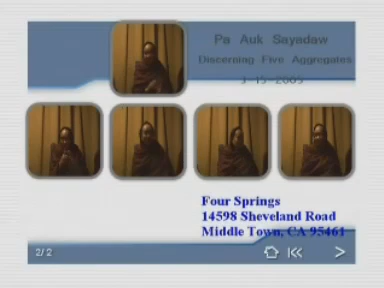 Pa Auk Sayadaw
Discerning Five Aggregates
3-15-2005
Four Springs
14598 Sheveland Road
Middle Town, CA 95461
2/2